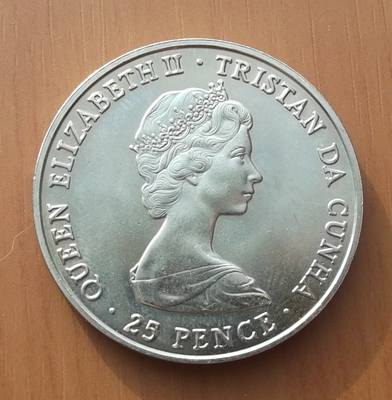 QUEEN ELIZABETH II · TRISTAN DA CUNHA ·
25 PENCE ·